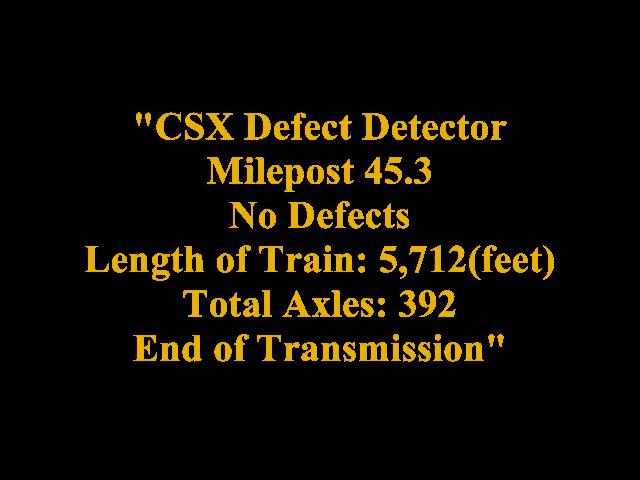 "CSX Defect Detector
Milepost 45.3
No Defects
Length of Train: 5,712(feet)
Total Axles: 392
End of Transmission"